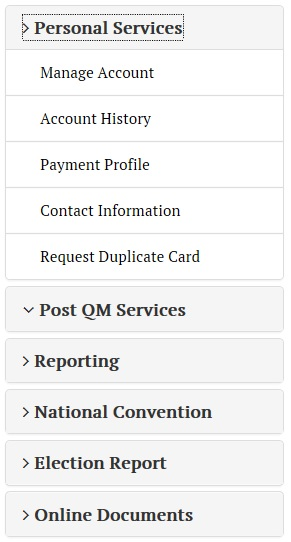 Personal Services
Manage Account
Account History
Payment Profile
Contact Information
Request Duplicate Card
Post QM Services
Reporting
National Convention
Election Report
Online Documents